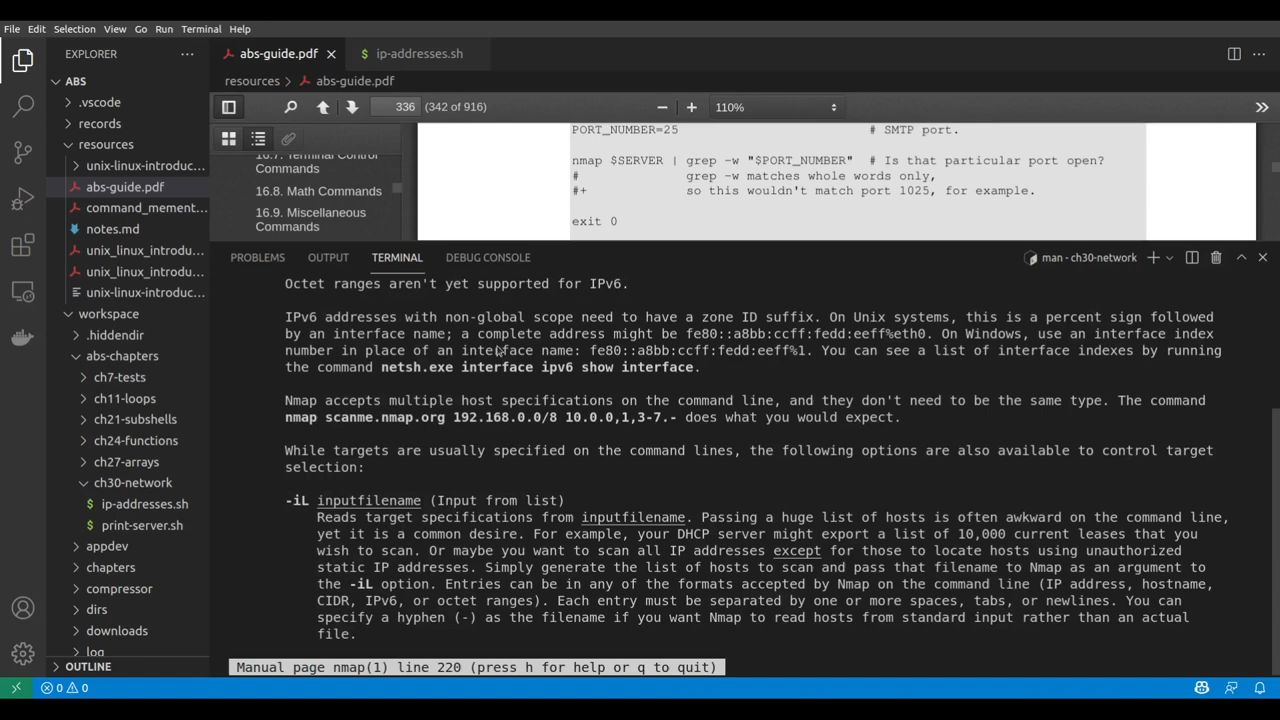 File Edit Selection View Go Run Terminal Help
EXPLORER
ABS
.vscode
records
resources
unix-linux-introduc...
abs-guide.pdf
command_mement...
notes.md
unix_linux_introdu...
unix_linux_introdu...
unix-linux-introduc...
workspace
.hiddendir
abs-chapters
ch7-tests
ch11-loops
ch21-subshells
ch24-functions
ch27-arrays
ch30-network
ip-addresses.sh
print-server.sh
appdev
chapters
compressor
dirs
downloads
log
OUTLINE
abs-guide.pdf
ip-addresses.sh
resources > abs-guide.pdf
336 (342 of 916) 110%
16.7. Terminal Control
Commands
16.8. Math Commands
16.9. Miscellaneous
Commands
PORT_NUMBER=25 # SMTP port.
nmap $SERVER | grep -w "$PORT_NUMBER" # Is that particular port open?
# grep -w matches whole words only,
#+ so this wouldn't match port 1025, for example.
exit 0
PROBLEMS OUTPUT TERMINAL DEBUG CONSOLE
man - ch30-network
Octet ranges aren't yet supported for IPv6.
IPv6 addresses with non-global scope need to have a zone ID suffix. On Unix systems, this is a percent sign followed
by an interface name; a complete address might be fe80::a8bb:ccff:fedd:eeff%eth0. On Windows, use an interface index
number in place of an interface name: fe80::a8bb:ccff:fedd:eeff%1. You can see a list of interface indexes by running
the command netsh.exe interface ipv6 show interface.
Nmap accepts multiple host specifications on the command line, and they don't need to be the same type. The command
nmap scanme.nmap.org 192.168.0.0/8 10.0.0,1,3-7.- does what you would expect.
While targets are usually specified on the command lines, the following options are also available to control target
selection:
-iL inputfilename (Input from list)
Reads target specifications from inputfilename. Passing a huge list of hosts is often awkward on the command line,
yet it is a common desire. For example, your DHCP server might export a list of 10,000 current leases that you
wish to scan. Or maybe you want to scan all IP addresses except for those to locate hosts using unauthorized
static IP addresses. Simply generate the list of hosts to scan and pass that filename to Nmap as an argument to
the -iL option. Entries can be in any of the formats accepted by Nmap on the command line (IP address, hostname,
CIDR, IPv6, or octet ranges). Each entry must be separated by one or more spaces, tabs, or newlines. You can
specify a hyphen (-) as the filename if you want Nmap to read hosts from standard input rather than an actual
file.
Manual page nmap(1) line 220 (press h for help or q to quit)
0 0